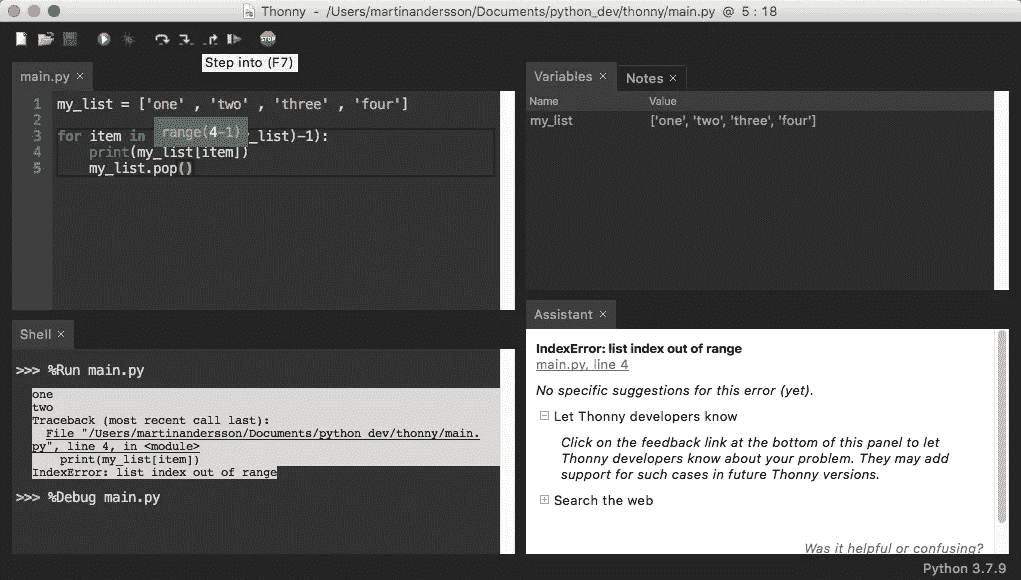 Thonny - /Users/martinandersson/Documents/python_dev/thonny/main.py @ 5 : 18
STOP
Step into (F7)
main.py ×
1 my_list = ['one' , 'two' , 'three' , 'four']
2
3 for item in range(4-1) _list)-1):
4 print(my_list[item])
5 my_list.pop()
Variables × Notes ×
Name Value
my_list ['one', 'two', 'three', 'four']
Shell ×
>>> %Run main.py
one
two
Traceback (most recent call last):
File "/Users/martinandersson/Documents/python_dev/thonny/main.
py", line 4, in <module>
print(my_list[item])
IndexError: list index out of range
>>> %Debug main.py
Assistant ×
IndexError: list index out of range
main.py, line 4
No specific suggestions for this error (yet).
Let Thonny developers know
Click on the feedback link at the bottom of this panel to let
Thonny developers know about your problem. They may add
support for such cases in future Thonny versions.
Search the web
Was it helpful or confusing?
Python 3.7.9